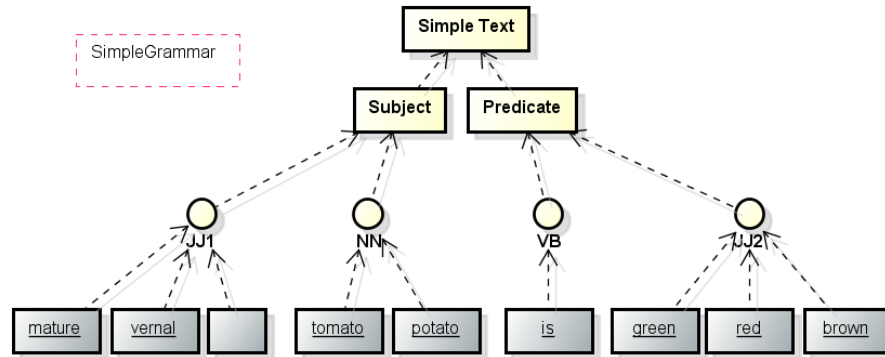 Simple Text
SimpleGrammar
Subject Predicate
JJ1 NN VB JJ2
mature vernal tomato potato is green red brown